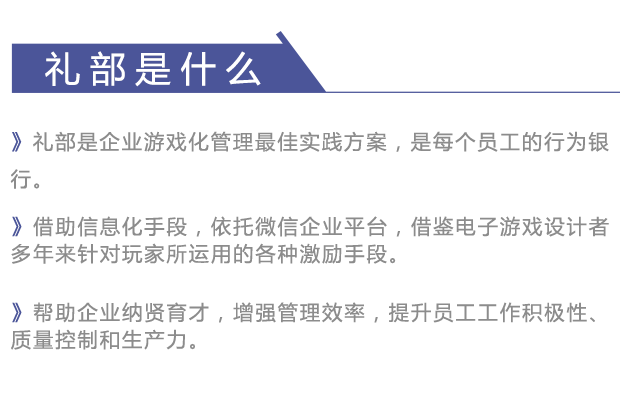 礼部是什么
》礼部是企业游戏化管理最佳实践方案，是每个员工的行为银
行。
》借助信息化手段，依托微信企业平台，借鉴电子游戏设计者
多年来针对玩家所运用的各种激励手段。
》帮助企业纳贤育才，增强管理效率，提升员工工作积极性、
质量控制和生产力。